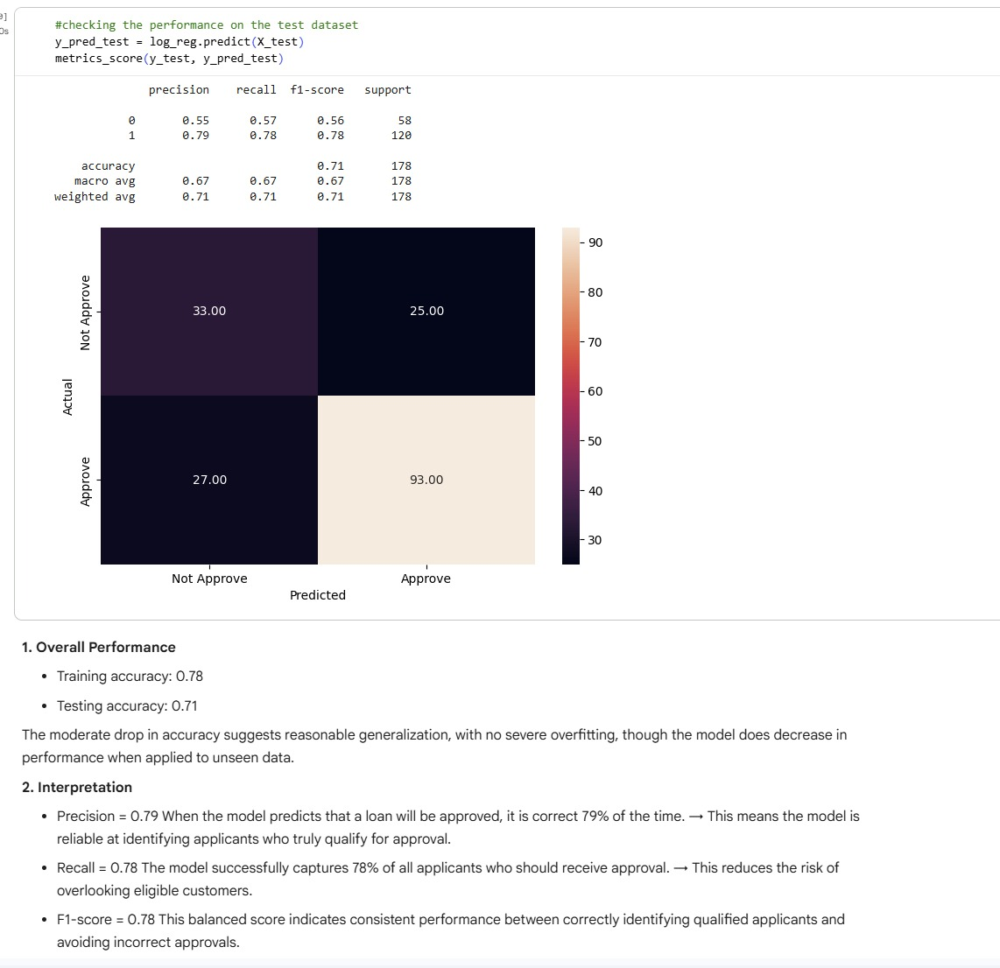 ]
0s
#checking the performance on the test dataset
y_pred_test = log_reg.predict(X_test)
metrics_score(y_test, y_pred_test)
precision recall f1-score support
0 0.55 0.57 0.56 58
1 0.79 0.78 0.78 120
accuracy 0.71 178
macro avg 0.67 0.67 0.67 178
weighted avg 0.71 0.71 0.71 178
Actual
Not Approve
33.00 25.00
Approve
27.00 93.00
Not Approve Approve
Predicted
90
80
70
60
50
40
30
1. Overall Performance
• Training accuracy: 0.78
• Testing accuracy: 0.71
The moderate drop in accuracy suggests reasonable generalization, with no severe overfitting, though the model does decrease in
performance when applied to unseen data.
2. Interpretation
• Precision = 0.79 When the model predicts that a loan will be approved, it is correct 79% of the time. → This means the model is
reliable at identifying applicants who truly qualify for approval.
• Recall = 0.78 The model successfully captures 78% of all applicants who should receive approval. → This reduces the risk of
overlooking eligible customers.
• F1-score = 0.78 This balanced score indicates consistent performance between correctly identifying qualified applicants and
avoiding incorrect approvals.